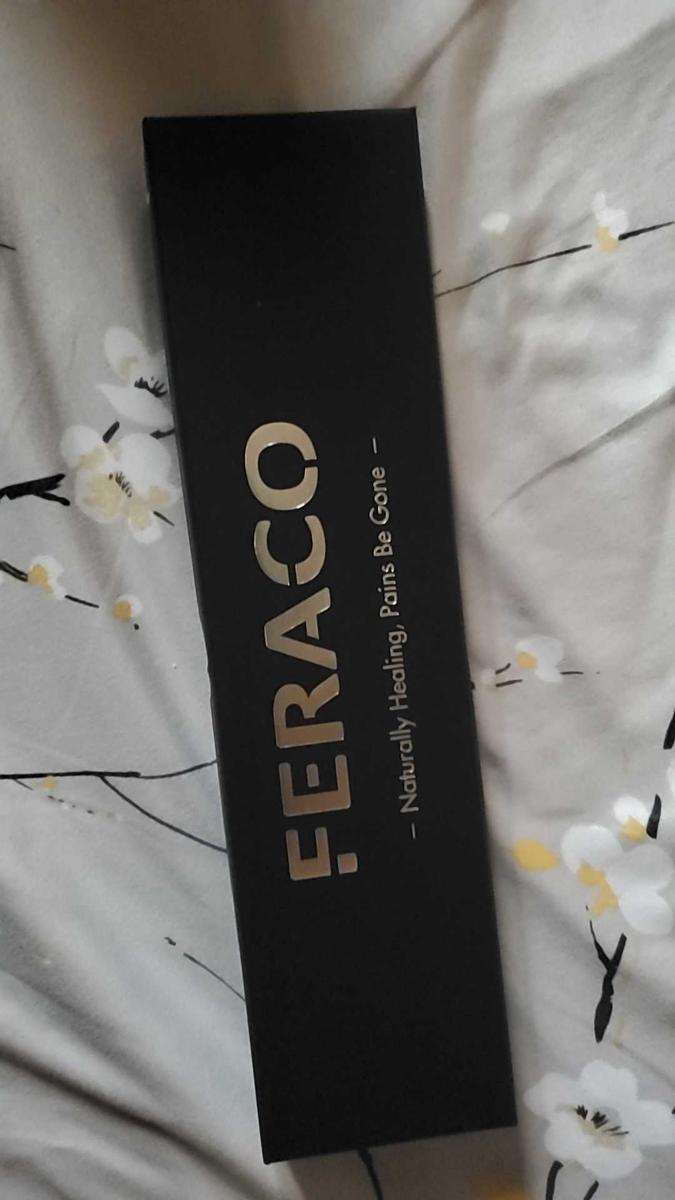 FERACO
— Naturally Healing, Pains Be Gone —